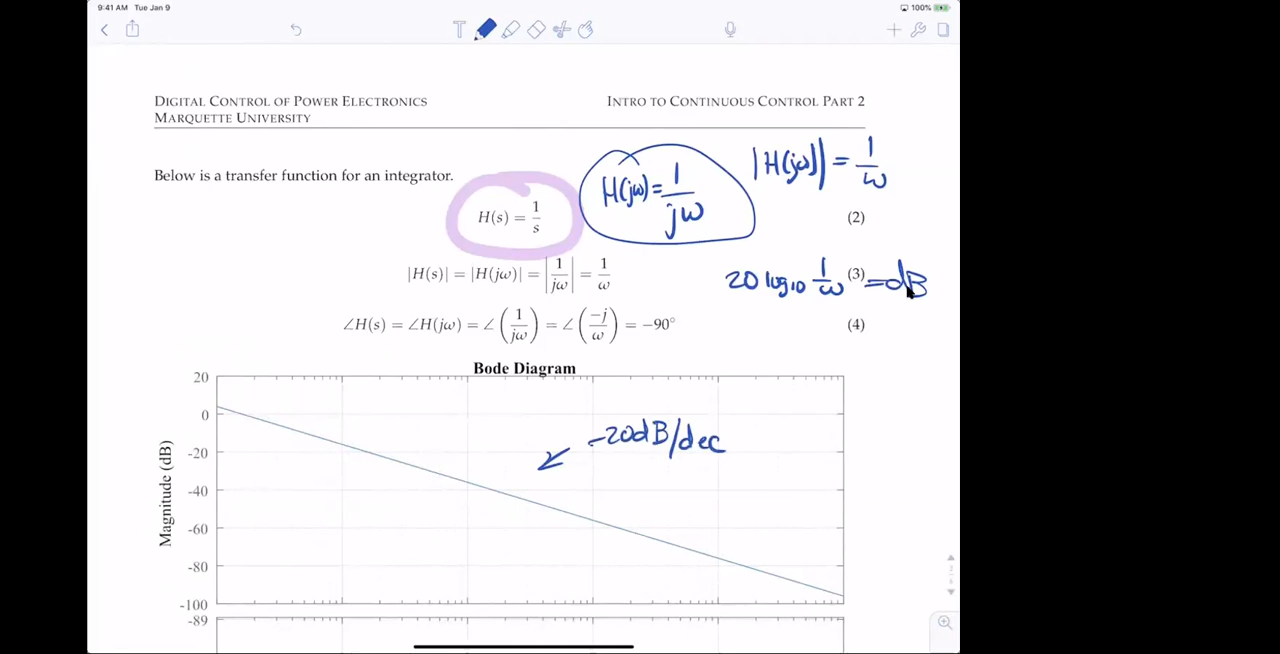 9:41 AM Tue Jan 9
100%
DIGITAL CONTROL OF POWER ELECTRONICS
MARQUETTE UNIVERSITY
INTRO TO CONTINUOUS CONTROL PART 2
Below is a transfer function for an integrator.
H(s) = 1/s
(2)
H(jω) = 1/jω
|H(jω)| = 1/ω
|H(s)| = |H(jω)| = |1/jω| = 1/ω
(3)
20 log10 1/ω = dB
∠H(s) = ∠H(jω) = ∠(1/jω) = ∠(-j/ω) = −90°
(4)
Bode Diagram
Magnitude (dB)
20
0
-20
-40
-60
-80
-100
-20dB/dec
-89